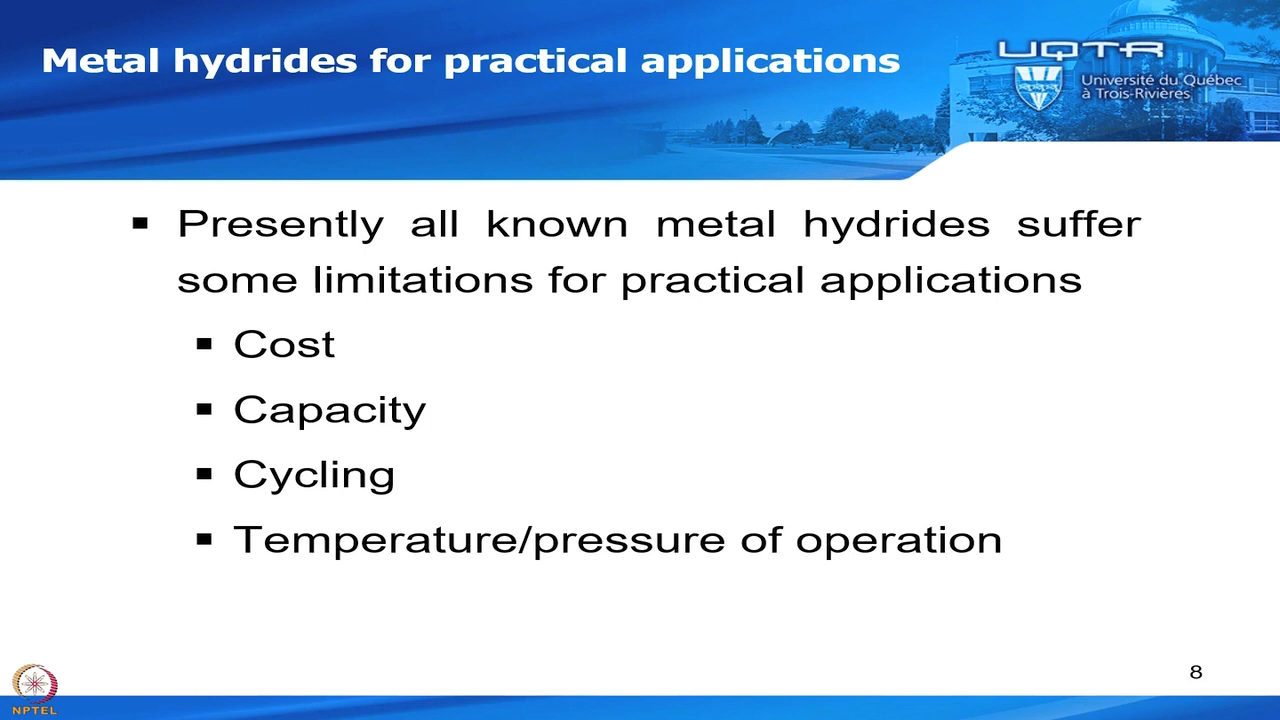 Metal hydrides for practical applications
UQTR
Université du Québec
à Trois-Rivières
▪ Presently all known metal hydrides suffer
some limitations for practical applications
▪ Cost
▪ Capacity
▪ Cycling
▪ Temperature/pressure of operation
8
NPTEL